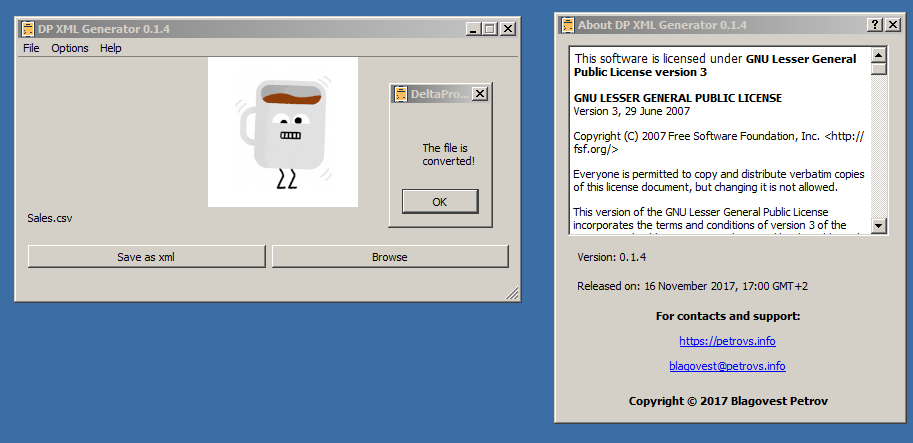 DP XML Generator 0.1.4
File Options Help
DeltaPro...
The file is
converted!
OK
Sales.csv
Save as xml
Browse
About DP XML Generator 0.1.4
This software is licensed under GNU Lesser General
Public License version 3
GNU LESSER GENERAL PUBLIC LICENSE
Version 3, 29 June 2007
Copyright (C) 2007 Free Software Foundation, Inc. <http://
fsf.org/>
Everyone is permitted to copy and distribute verbatim copies
of this license document, but changing it is not allowed.
This version of the GNU Lesser General Public License
incorporates the terms and conditions of version 3 of the
Version: 0.1.4
Released on: 16 November 2017, 17:00 GMT+2
For contacts and support:
https://petrovs.info
blagovest@petrovs.info
Copyright © 2017 Blagovest Petrov